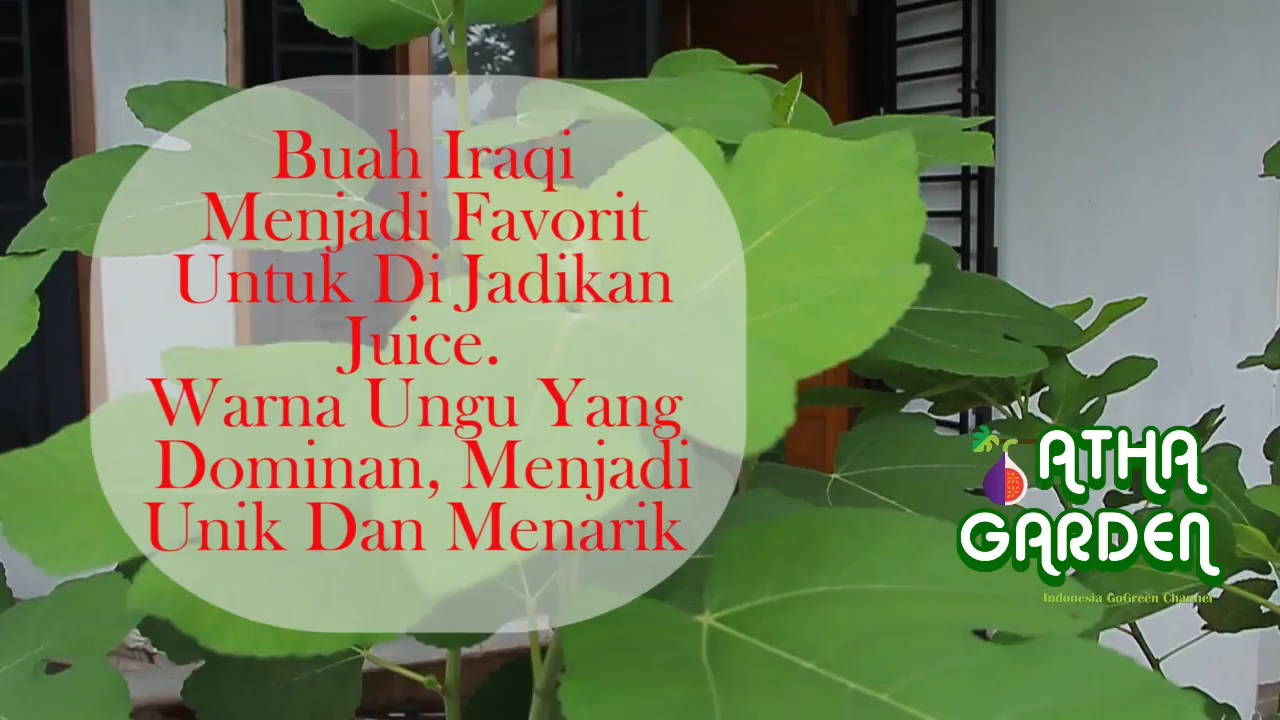 Buah Iraqi
Menjadi Favorit
Untuk Di Jadikan
Juice.
Warna Ungu Yang
Dominan, Menjadi
Unik Dan Menarik
ATHA
GARDEN
Indonesia GoGreen Channel